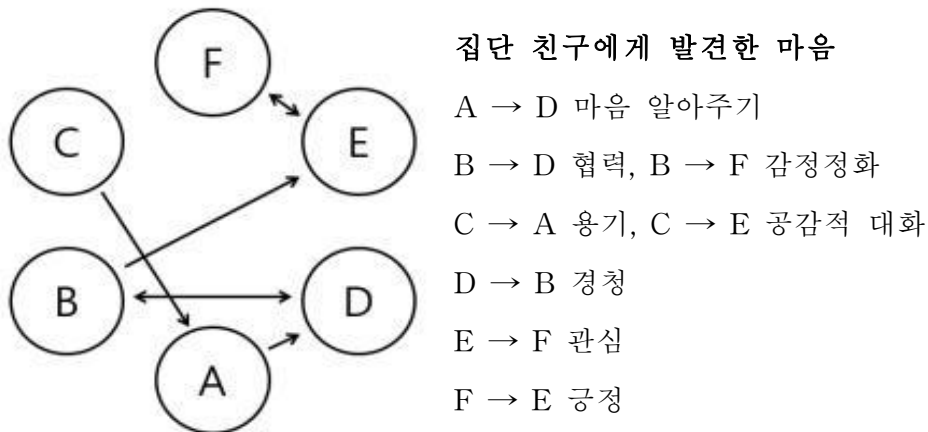 F
C
E
B
D
A
집단 친구에게 발견한 마음
A → D 마음 알아주기
B → D 협력, B → F 감정정화
C → A 용기, C → E 공감적 대화
D → B 경청
E → F 관심
F → E 긍정